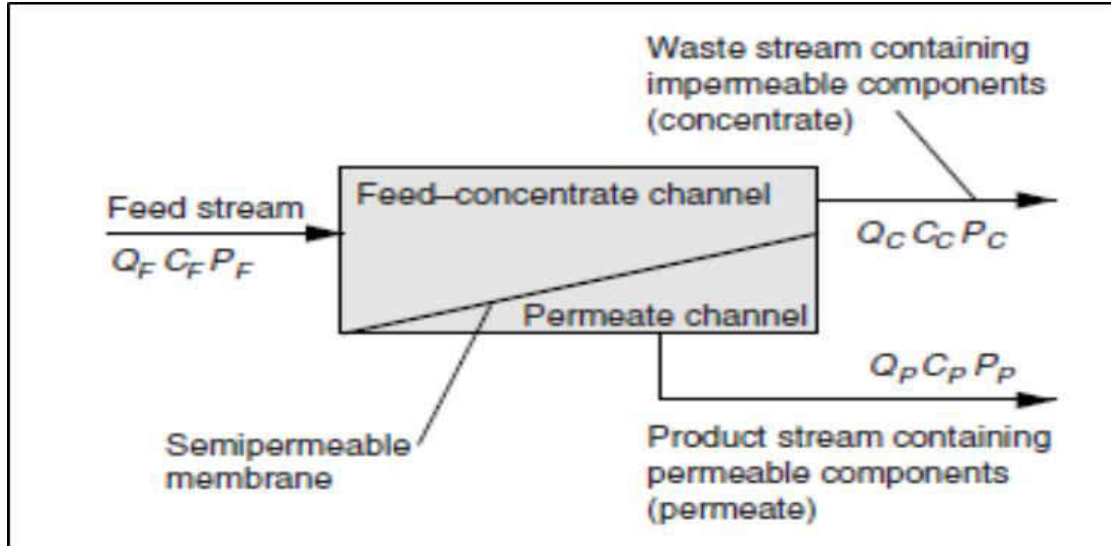 Waste stream containing
impermeable components
(concentrate)
Feed stream
Q_F C_F P_F
Feed–concentrate channel
Q_C C_C P_C
Permeate channel
Q_P C_P P_P
Semipermeable
membrane
Product stream containing
permeable components
(permeate)